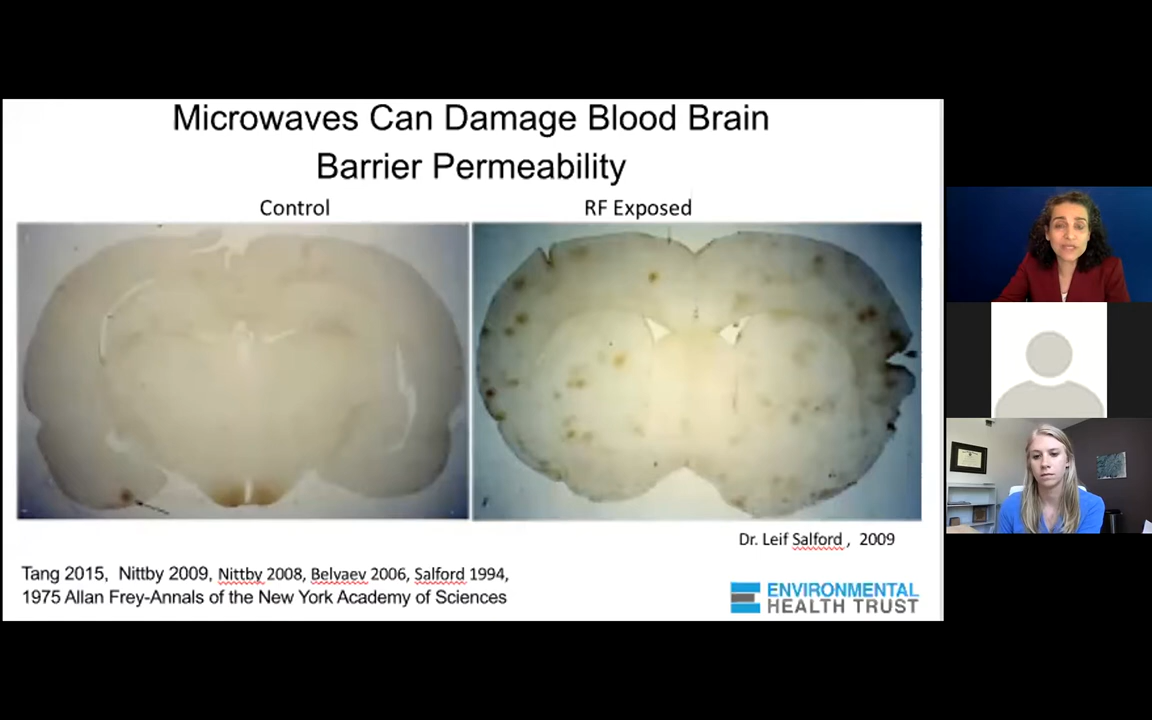 Microwaves Can Damage Blood Brain
Barrier Permeability
Control
RF Exposed
Dr. Leif Salford , 2009
Tang 2015, Nittby 2009, Nittby 2008, Belyaev 2006, Salford 1994,
1975 Allan Frey-Annals of the New York Academy of Sciences
ENVIRONMENTAL
HEALTH TRUST